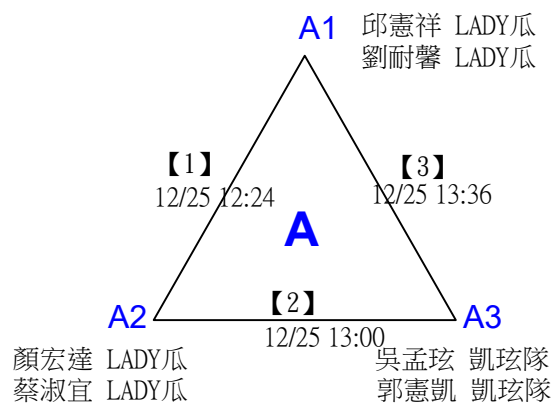 A1
邱憲祥 LADY瓜
劉耐馨 LADY瓜
【1】
12/25 12:24
【3】
12/25 13:36
A
A2
【2】
12/25 13:00
A3
顏宏達 LADY瓜
蔡淑宜 LADY瓜
吳孟玹 凱玹隊
郭憲凱 凱玹隊